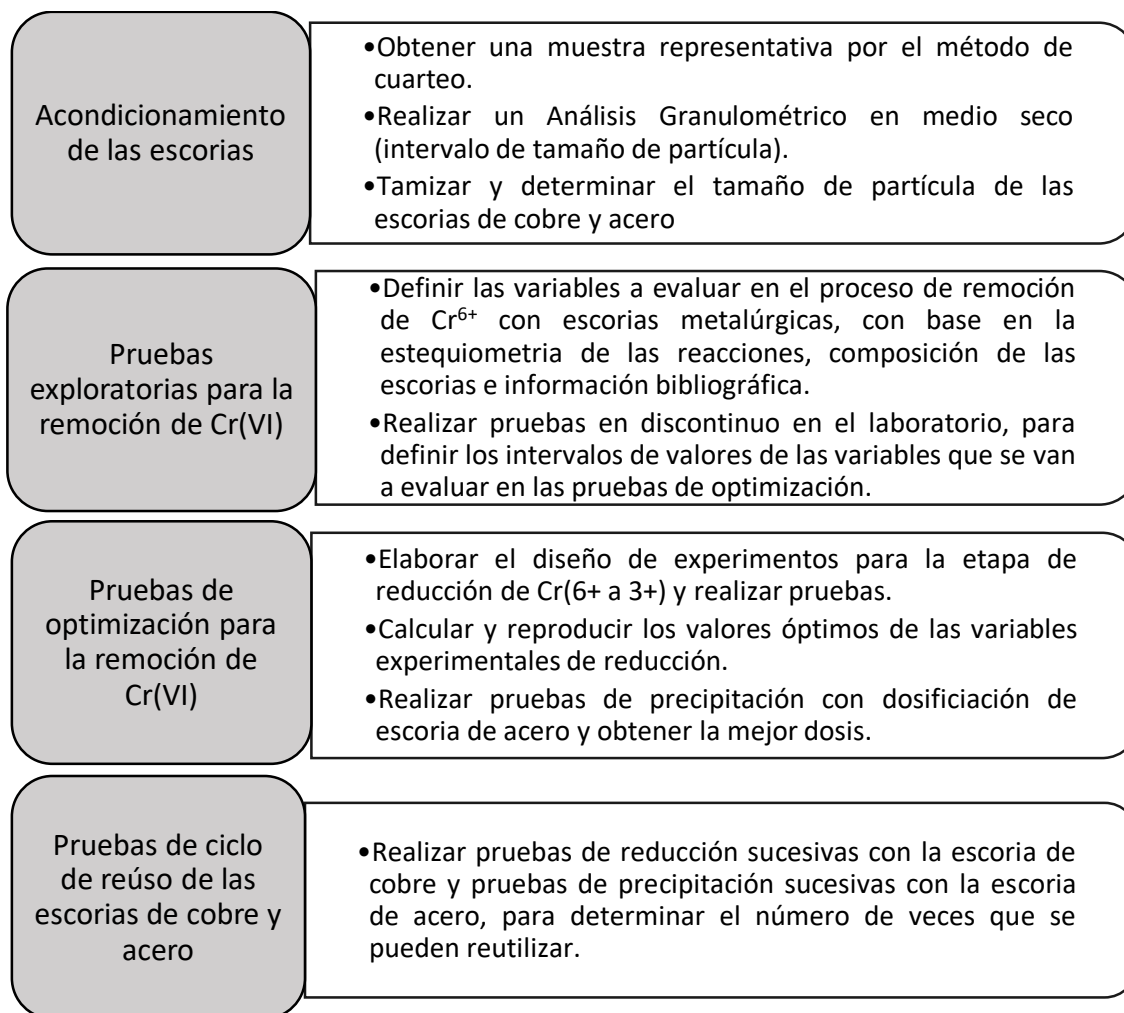 Acondicionamiento
de las escorias
•Obtener una muestra representativa por el método de
cuarteo.
•Realizar un Análisis Granulométrico en medio seco
(intervalo de tamaño de partícula).
•Tamizar y determinar el tamaño de partícula de las
escorias de cobre y acero
Pruebas
exploratorias para la
remoción de Cr(VI)
•Definir las variables a evaluar en el proceso de remoción
de Cr⁶⁺ con escorias metalúrgicas, con base en la
estequiometria de las reacciones, composición de las
escorias e información bibliográfica.
•Realizar pruebas en discontinuo en el laboratorio, para
definir los intervalos de valores de las variables que se van
a evaluar en las pruebas de optimización.
Pruebas de
optimización para
la remoción de
Cr(VI)
•Elaborar el diseño de experimentos para la etapa de
reducción de Cr(6+ a 3+) y realizar pruebas.
•Calcular y reproducir los valores óptimos de las variables
experimentales de reducción.
•Realizar pruebas de precipitación con dosificiación de
escoria de acero y obtener la mejor dosis.
Pruebas de ciclo
de reúso de las
escorias de cobre y
acero
•Realizar pruebas de reducción sucesivas con la escoria de
cobre y pruebas de precipitación sucesivas con la escoria
de acero, para determinar el número de veces que se
pueden reutilizar.